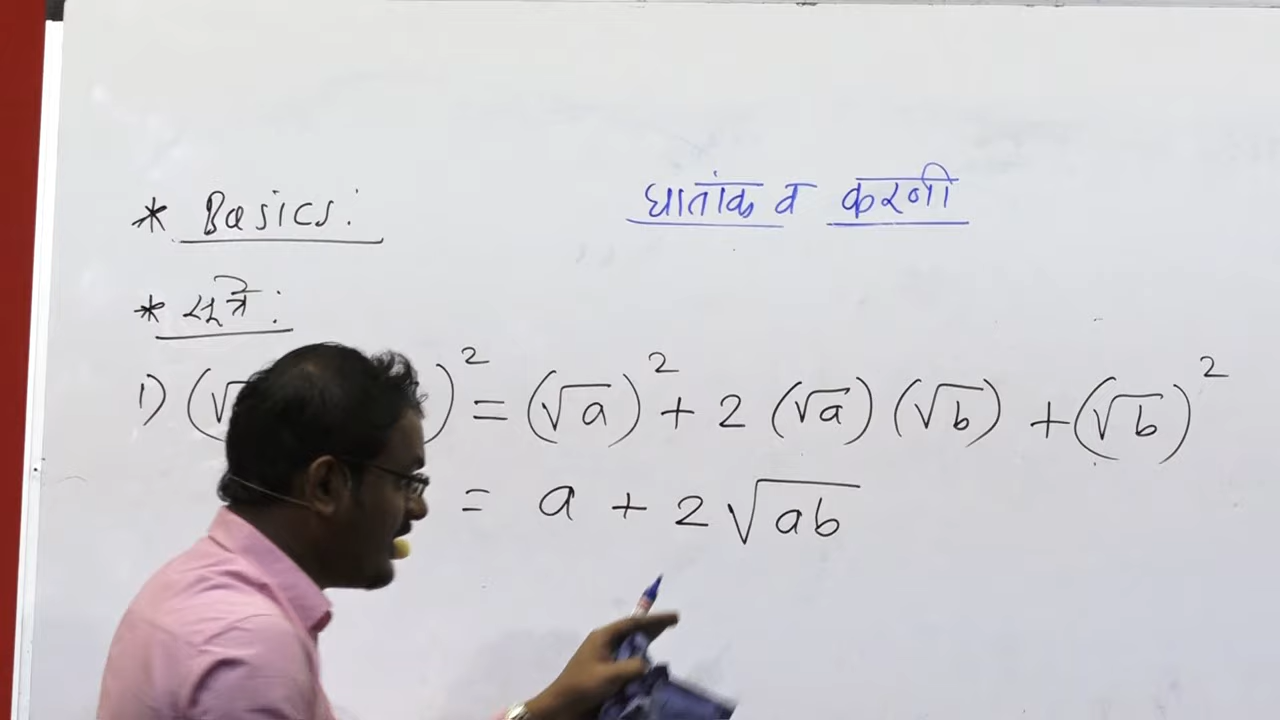 * Basics:
घातांक व करणी
* सूत्रे:
1) (√ )² = (√a)² + 2 (√a) (√b) + (√b)²
= a + 2√ab